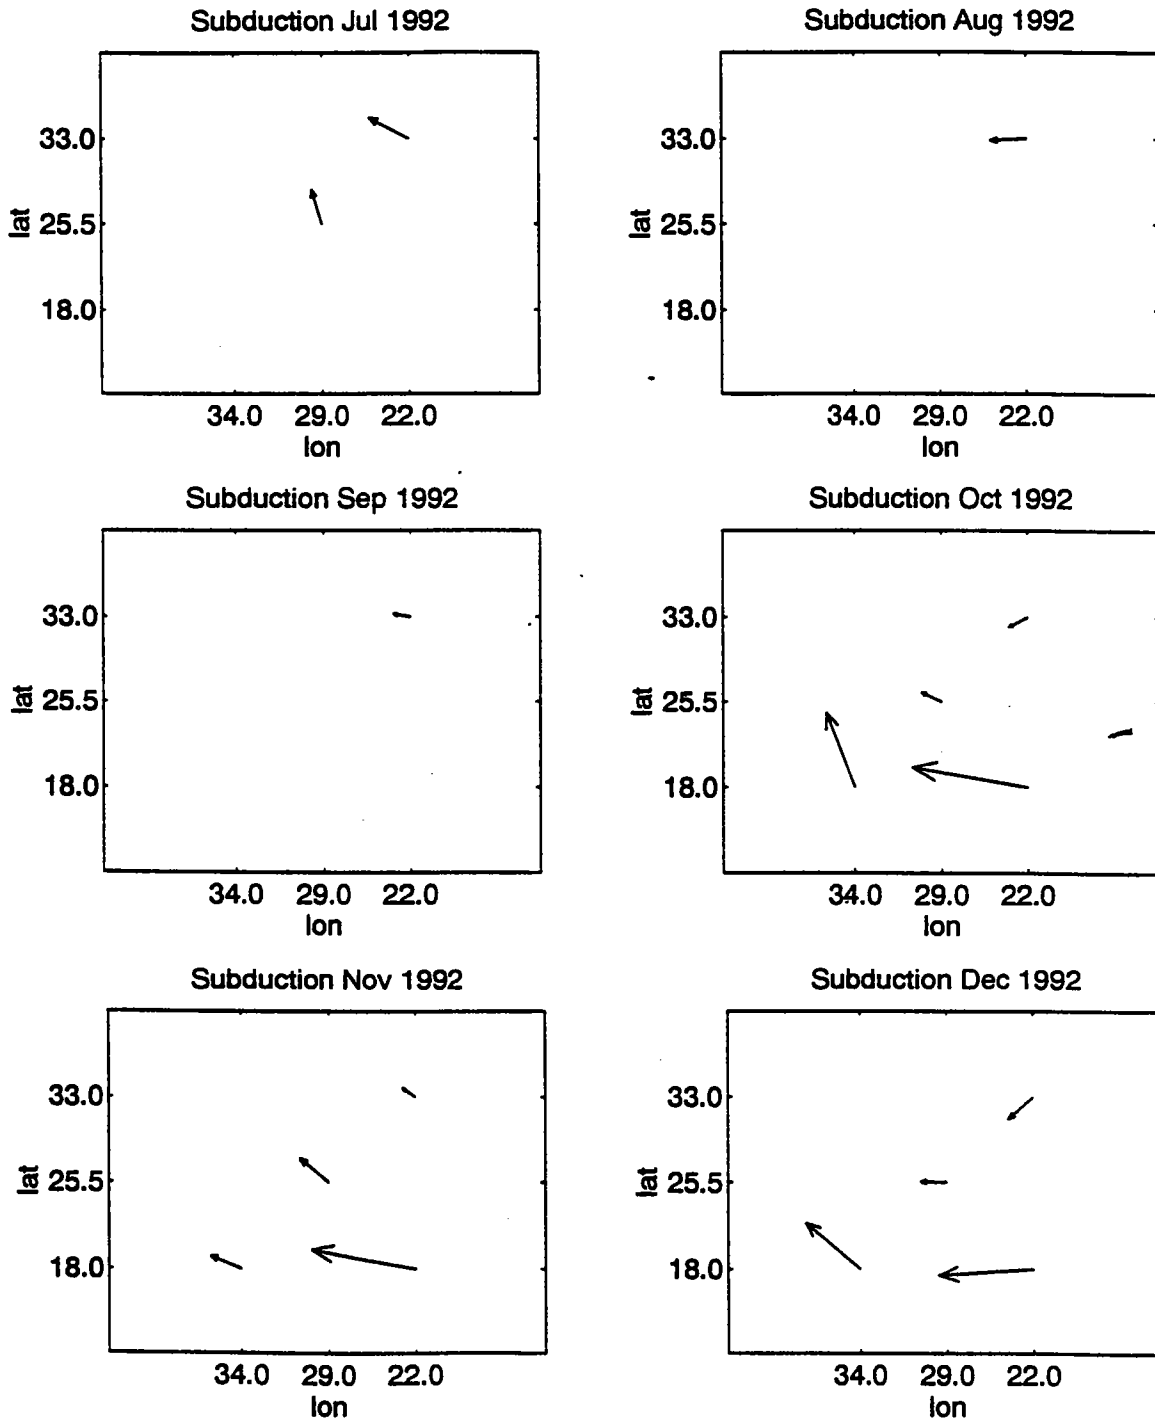 Subduction Jul 1992
33.0
25.5
18.0
lat
34.0 29.0 22.0
lon
Subduction Aug 1992
33.0
25.5
18.0
lat
34.0 29.0 22.0
lon
Subduction Sep 1992
33.0
25.5
18.0
lat
34.0 29.0 22.0
lon
Subduction Oct 1992
33.0
25.5
18.0
lat
34.0 29.0 22.0
lon
Subduction Nov 1992
33.0
25.5
18.0
lat
34.0 29.0 22.0
lon
Subduction Dec 1992
33.0
25.5
18.0
lat
34.0 29.0 22.0
lon